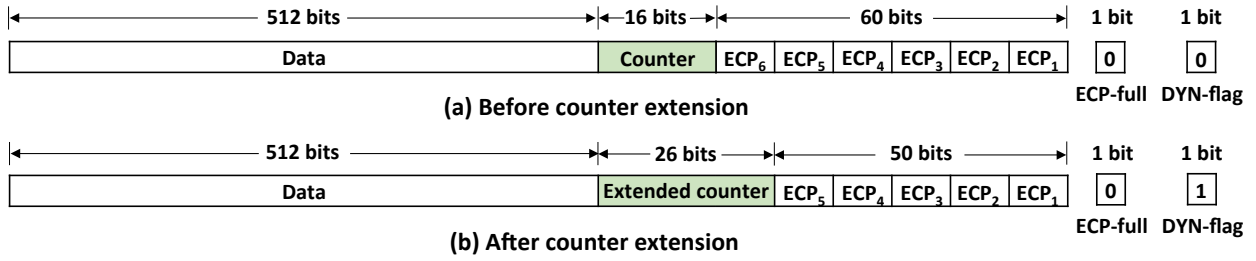 512 bits 16 bits 60 bits 1 bit 1 bit
Data Counter ECP₆ ECP₅ ECP₄ ECP₃ ECP₂ ECP₁ 0 0
ECP-full DYN-flag
(a) Before counter extension
512 bits 26 bits 50 bits 1 bit 1 bit
Data Extended counter ECP₅ ECP₄ ECP₃ ECP₂ ECP₁ 0 1
ECP-full DYN-flag
(b) After counter extension